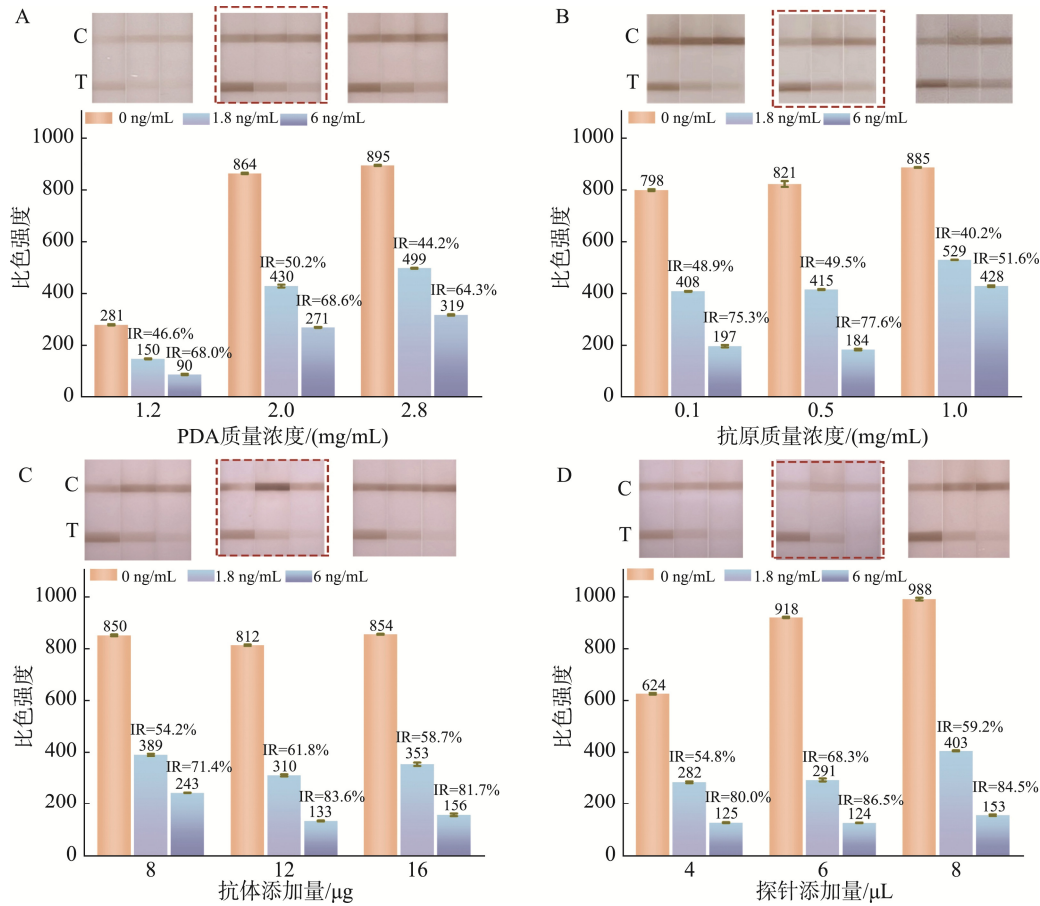 A
C
T
0 ng/mL 1.8 ng/mL 6 ng/mL
比色强度
1000
800
600
400
200
0
281
IR=46.6%
150
IR=68.0%
90
864
IR=50.2%
430
IR=68.6%
271
895
IR=44.2%
499
IR=64.3%
319
1.2 2.0 2.8
PDA质量浓度/(mg/mL)
B
C
T
0 ng/mL 1.8 ng/mL 6 ng/mL
比色强度
1000
800
600
400
200
0
798
IR=48.9%
408
IR=75.3%
197
821
IR=49.5%
415
IR=77.6%
184
885
IR=40.2%
529
IR=51.6%
428
0.1 0.5 1.0
抗原质量浓度/(mg/mL)
C
C
T
0 ng/mL 1.8 ng/mL 6 ng/mL
比色强度
1000
800
600
400
200
0
850
IR=54.2%
389
IR=71.4%
243
812
IR=61.8%
310
IR=83.6%
133
854
IR=58.7%
353
IR=81.7%
156
8 12 16
抗体添加量/μg
D
C
T
0 ng/mL 1.8 ng/mL 6 ng/mL
比色强度
1000
800
600
400
200
0
624
IR=54.8%
282
IR=80.0%
125
918
IR=68.3%
291
IR=86.5%
124
988
IR=59.2%
403
IR=84.5%
153
4 6 8
探针添加量/μL